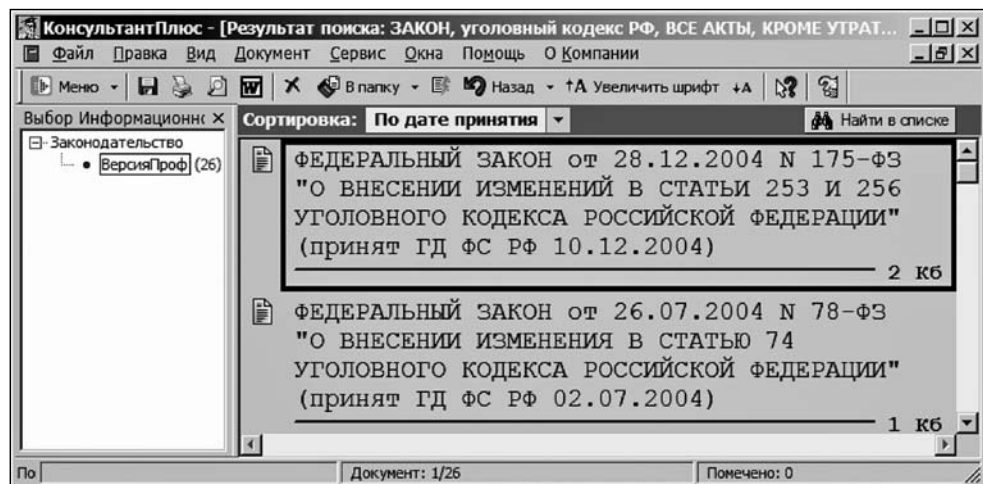 КонсультантПлюс - [Результат поиска: ЗАКОН, уголовный кодекс РФ, ВСЕ АКТЫ, КРОМЕ УТРАТ...
Файл Правка Вид Документ Сервис Окна Помощь О Компании
Меню В папку Назад Увеличить шрифт
Выбор Информационнс
Сортировка: По дате принятия Найти в списке
Законодательство
ВерсияПроф (26)
ФЕДЕРАЛЬНЫЙ ЗАКОН от 28.12.2004 N 175-ФЗ
"О ВНЕСЕНИИ ИЗМЕНЕНИЙ В СТАТЬИ 253 И 256
УГОЛОВНОГО КОДЕКСА РОССИЙСКОЙ ФЕДЕРАЦИИ"
(принят ГД ФС РФ 10.12.2004)
2 Кб
ФЕДЕРАЛЬНЫЙ ЗАКОН от 26.07.2004 N 78-ФЗ
"О ВНЕСЕНИИ ИЗМЕНЕНИЯ В СТАТЬЮ 74
УГОЛОВНОГО КОДЕКСА РОССИЙСКОЙ ФЕДЕРАЦИИ"
(принят ГД ФС РФ 02.07.2004)
1 Кб
По Документ: 1/26 Помечено: 0